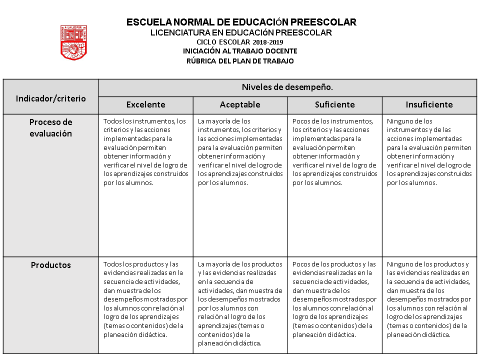 ESCUELA NORMAL DE EDUCACIÓN PREESCOLAR
LICENCIATURA EN EDUCACIÓN PREESCOLAR
CICLO ESCOLAR 2018-2019
INICIACIÓN AL TRABAJO DOCENTE
RÚBRICA DEL PLAN DE TRABAJO
Indicador/criterio
Niveles de desempeño.
Excelente
Aceptable
Suficiente
Insuficiente
Proceso de
evaluación
Todos los instrumentos, los
criterios y las acciones
implementadas para la
evaluación permiten
obtener información y
verificar el nivel de logro de
los aprendizajes construidos
por los alumnos.
La mayoría de los
instrumentos, los criterios y
las acciones implementadas
para la evaluación permiten
obtener información y
verificar el nivel de logro de
los aprendizajes construidos
por los alumnos.
Pocos de los instrumentos,
los criterios y las acciones
implementadas para la
evaluación permiten
obtener información y
verificar el nivel de logro de
los aprendizajes construidos
por los alumnos.
Ninguno de los
instrumentos y de las
acciones implementadas
para la evaluación permiten
obtener información y
verificar el nivel de logro de
los aprendizajes construidos
por los alumnos.
Productos
Todos los productos y las
evidencias realizadas en la
secuencia de actividades,
dan muestra de los
desempeños mostrados por
los alumnos con relación al
logro de los aprendizajes
(temas o contenidos) de la
planeación didáctica.
La mayoría de los productos
y las evidencias realizadas
en la secuencia de
actividades, dan muestra de
los desempeños mostrados
por los alumnos con
relación al logro de los
aprendizajes (temas o
contenidos) de la
planeación didáctica.
Pocos de los productos y las
evidencias realizadas en la
secuencia de actividades,
dan muestra de los
desempeños mostrados por
los alumnos con relación al
logro de los aprendizajes
(temas o contenidos) de la
planeación didáctica.
Ninguno de los productos y
las evidencias realizadas en
la secuencia de actividades,
dan muestra de los
desempeños mostrados por
los alumnos con relación al
logro de los aprendizajes
(temas o contenidos) de la
planeación didáctica.